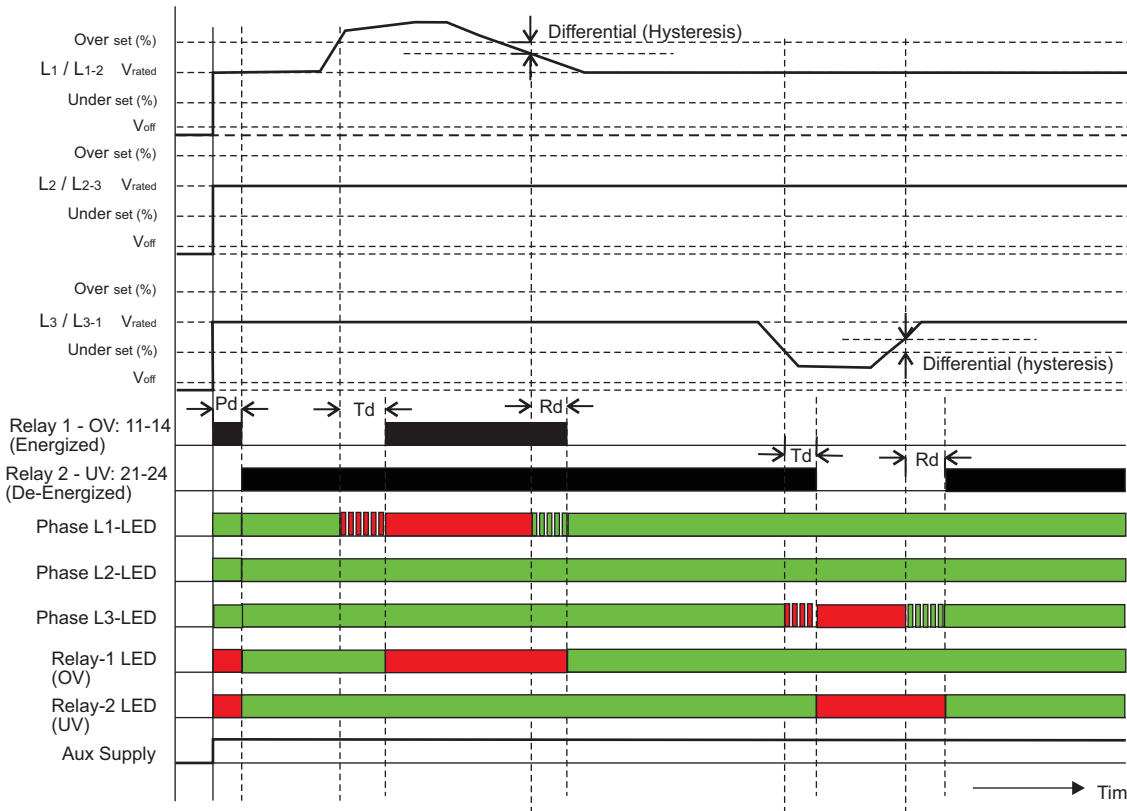 Differential (Hysteresis)
Over set (%)
L1 / L1-2 Vrated
Under set (%)
Voff
Over set (%)
L2 / L2-3 Vrated
Under set (%)
Voff
Over set (%)
L3 / L3-1 Vrated
Under set (%)
Differential (hysteresis)
Voff
Pd Td Rd
Relay 1 - OV: 11-14
(Energized)
Td Rd
Relay 2 - UV: 21-24
(De-Energized)
Phase L1-LED
Phase L2-LED
Phase L3-LED
Relay-1 LED
(OV)
Relay-2 LED
(UV)
Aux Supply
Tim